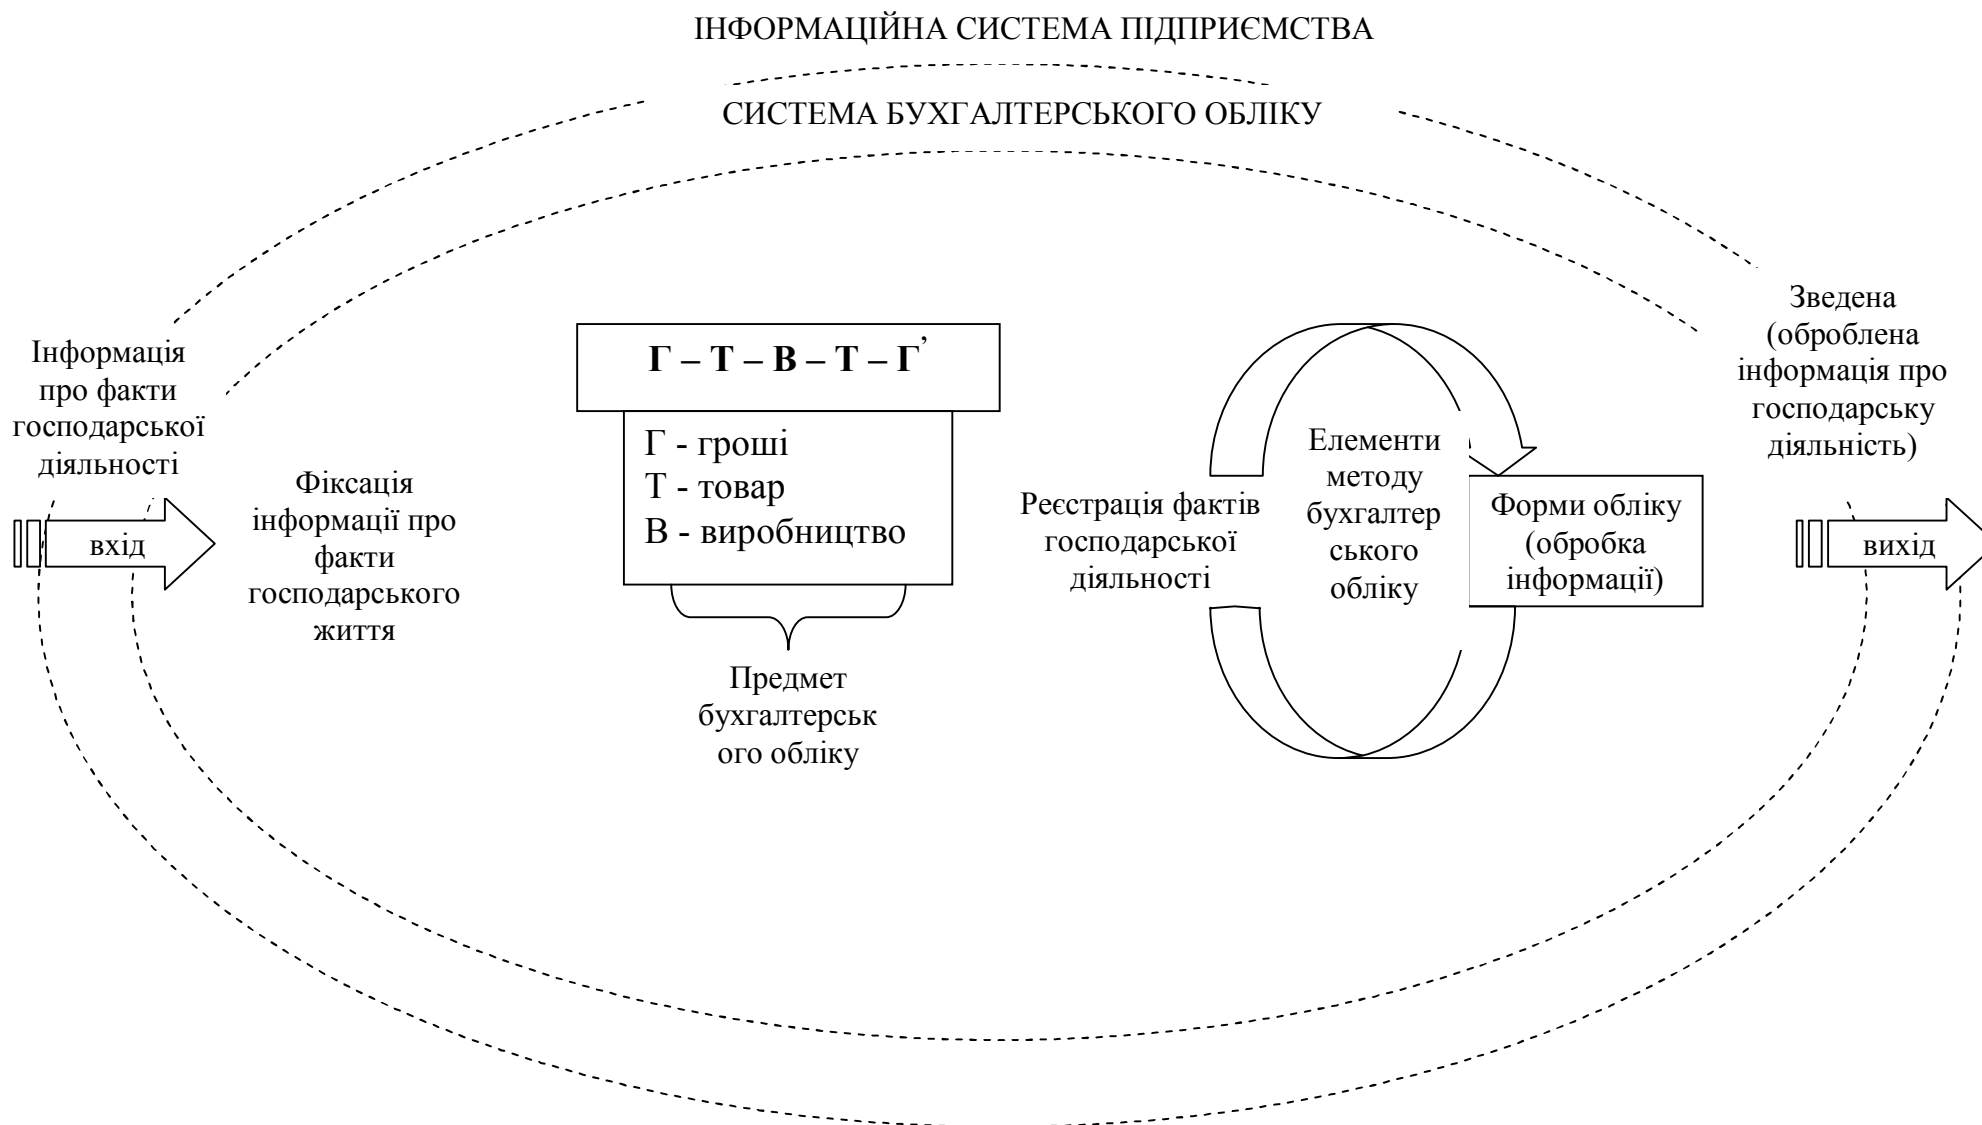 ІНФОРМАЦІЙНА СИСТЕМА ПІДПРИЄМСТВА
СИСТЕМА БУХГАЛТЕРСЬКОГО ОБЛІКУ
Інформація
про факти
господарської
діяльності
вхід
Фіксація
інформації про
факти
господарського
життя
Г – Т – В – Т – Г’
Г - гроші
Т - товар
В - виробництво
Предмет
бухгалтерськ
ого обліку
Реєстрація фактів
господарської
діяльності
Елементи
методу
бухгалтер
ського
обліку
Форми обліку
(обробка
інформації)
Зведена
(оброблена
інформація про
господарську
діяльність)
вихід